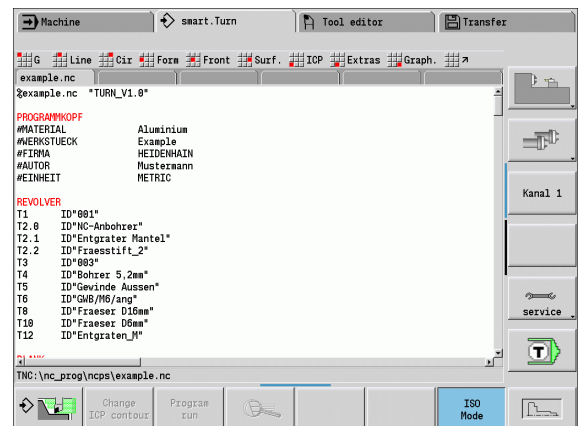 Machine smart.Turn Tool editor Transfer
G Line Cir Form Front Surf. ICP Extras Graph.
example.nc
%example.nc "TURN_V1.0"
PROGRAMMKOPF
#MATERIAL Aluminium
#WERKSTUECK Example
#FIRMA HEIDENHAIN
#AUTOR Mustermann
#EINHEIT METRIC
REVOLVER
T1 ID"001"
T2.0 ID"NC-Anbohrer"
T2.1 ID"Entgrater Mantel"
T2.2 ID"Fraesstift_2"
T3 ID"003"
T4 ID"Bohrer 5,2mm"
T5 ID"Gewinde Aussen"
T6 ID"GWB/M6/ang"
T8 ID"Fraeser D16mm"
T10 ID"Fraeser D6mm"
T12 ID"Entgraten_M"
TNC:\nc_prog\ncps\example.nc
Kanal 1
service
T
Change
ICP contour
Program
run
ISO
Mode